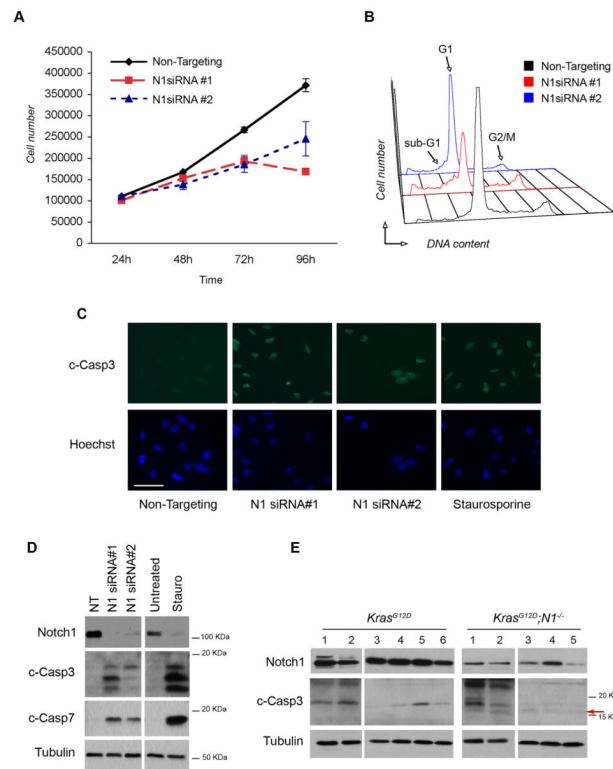 A
450000
400000
350000
300000
250000
200000
150000
100000
50000
0
Cell number
Non-Targeting
N1siRNA #1
N1siRNA #2
24h 48h 72h 96h
Time
B
G1
Non-Targeting
N1siRNA #1
N1siRNA #2
sub-G1
G2/M
Cell number
DNA content
C
c-Casp3
Hoechst
Non-Targeting N1 siRNA#1 N1 siRNA#2 Staurosporine
D
NT N1 siRNA#1 N1 siRNA#2 Untreated Stauro
Notch1
100 KDa
20 KDa
c-Casp3
c-Casp7
20 KDa
Tubulin
50 KDa
E
KrasG12D KrasG12D;N1-/-
1 2 3 4 5 6 1 2 3 4 5
Notch1
c-Casp3
20 K
15 K
Tubulin